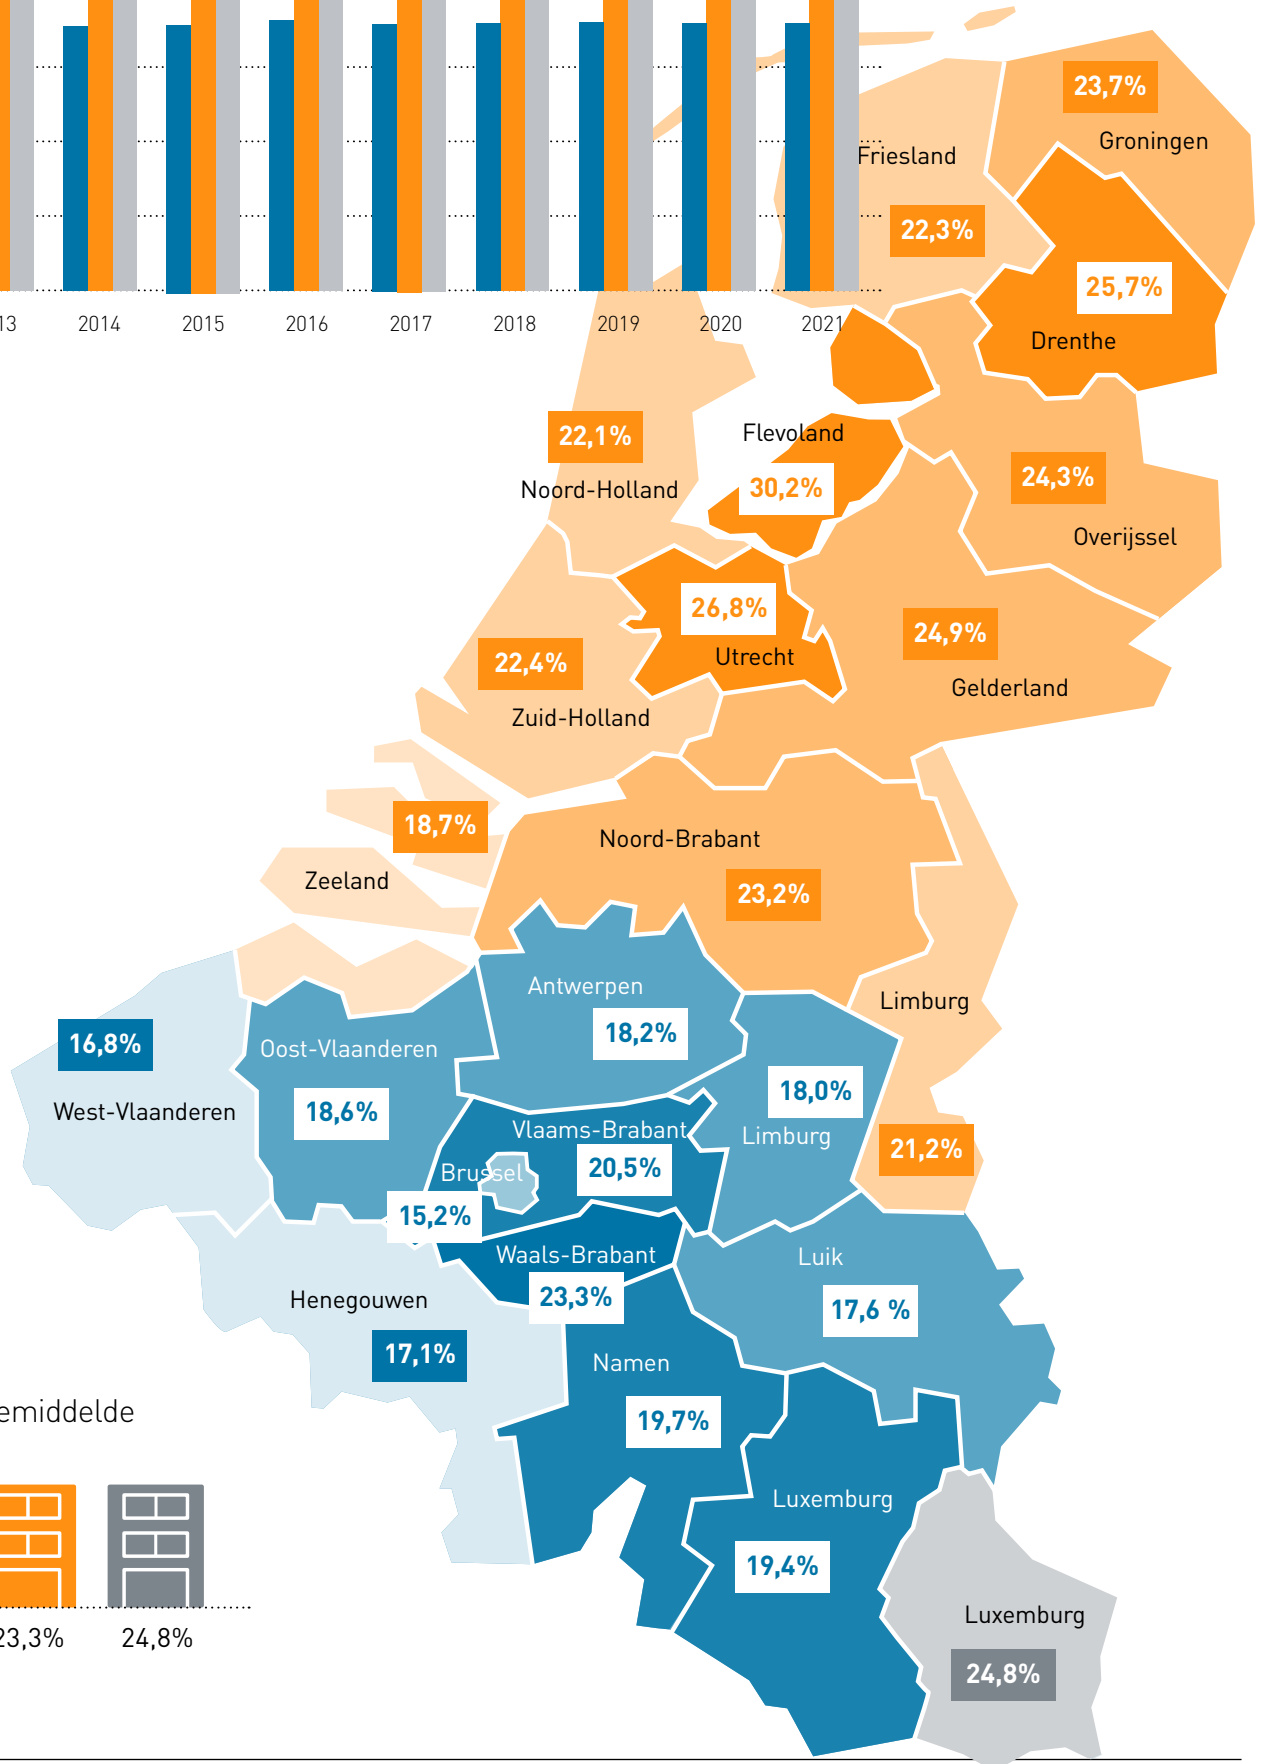 13 2014 2015 2016 2017 2018 2019 2020 2021
23,7%
Groningen
Friesland
22,3%
25,7%
Drenthe
22,1%
Noord-Holland
Flevoland
30,2%
24,3%
Overijssel
26,8%
Utrecht
24,9%
Gelderland
22,4%
Zuid-Holland
18,7%
Zeeland
Noord-Brabant
23,2%
Limburg
21,2%
Antwerpen
18,2%
16,8%
West-Vlaanderen
Oost-Vlaanderen
18,6%
18,0%
Limburg
Vlaams-Brabant
20,5%
Brussel
15,2%
Waals-Brabant
23,3%
Luik
17,6 %
Henegouwen
17,1%
Namen
19,7%
Luxemburg
19,4%
Luxemburg
24,8%
emiddelde
23,3%
24,8%